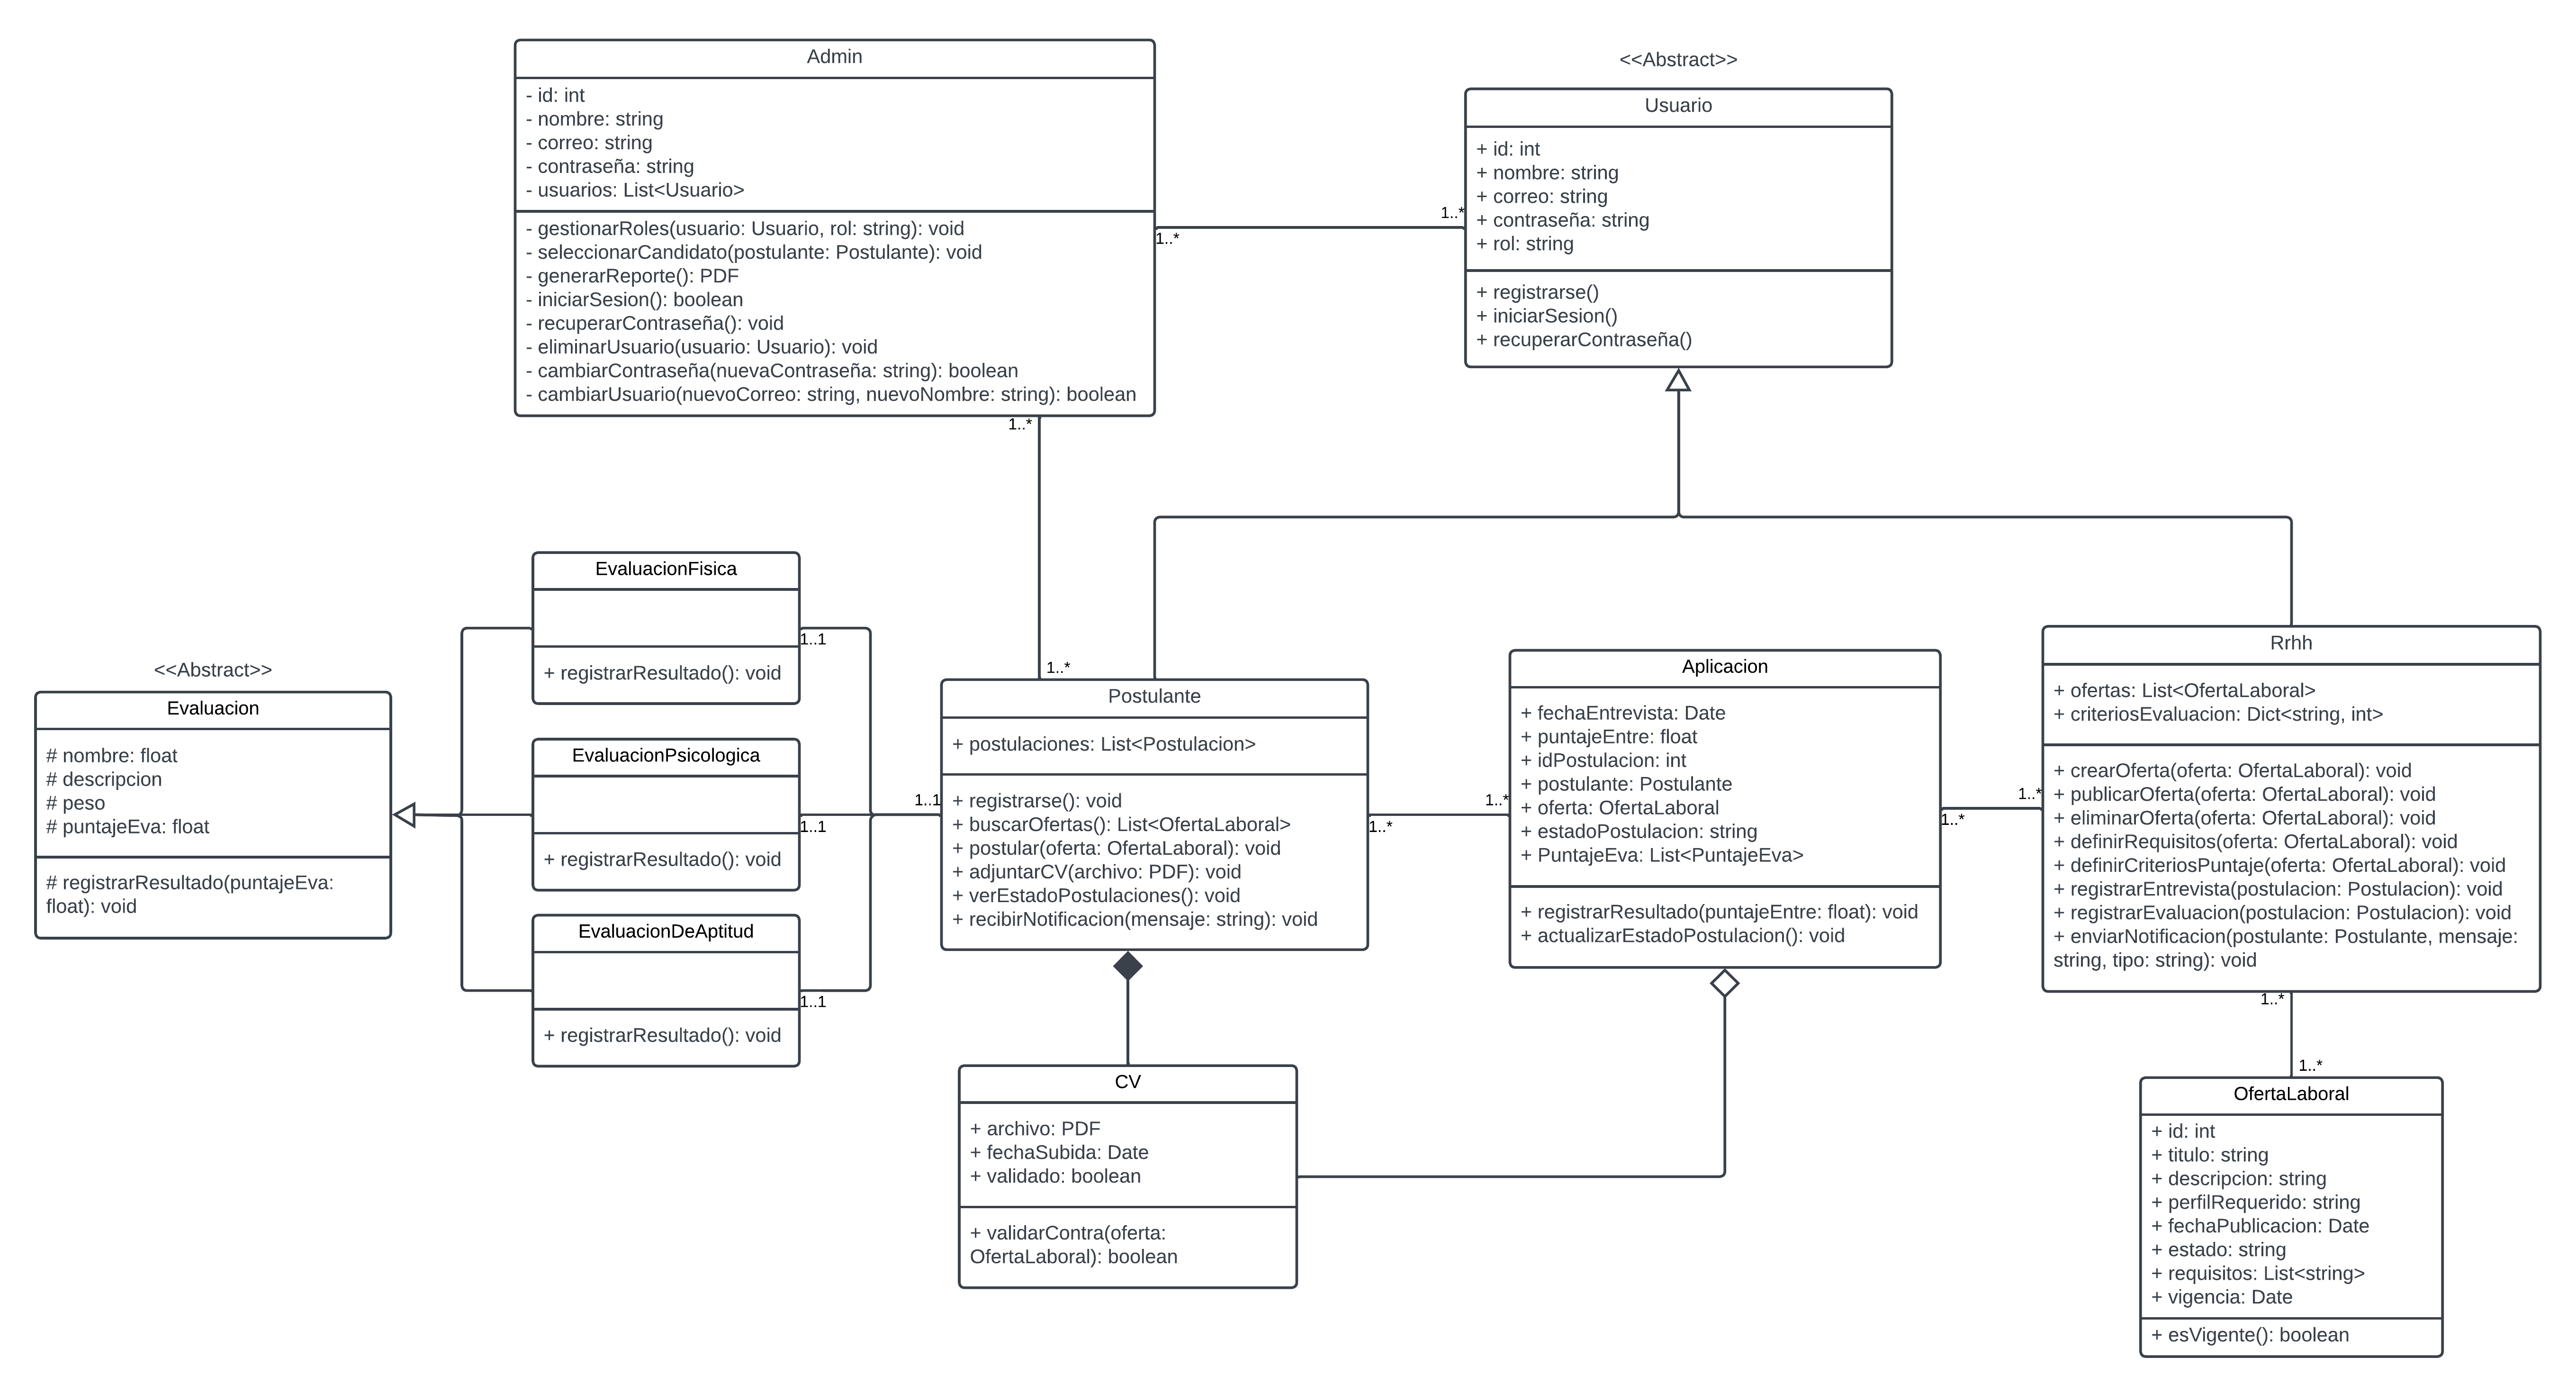 Admin
- id: int
- nombre: string
- correo: string
- contraseña: string
- usuarios: List<Usuario>
- gestionarRoles(usuario: Usuario, rol: string): void
- seleccionarCandidato(postulante: Postulante): void
- generarReporte(): PDF
- iniciarSesion(): boolean
- recuperarContraseña(): void
- eliminarUsuario(usuario: Usuario): void
- cambiarContraseña(nuevaContraseña: string): boolean
- cambiarUsuario(nuevoCorreo: string, nuevoNombre: string): boolean
1..*
1..*
<<Abstract>>
Usuario
+ id: int
+ nombre: string
+ correo: string
+ contraseña: string
+ rol: string
+ registrarse()
+ iniciarSesion()
+ recuperarContraseña()
1..*
1..*
<<Abstract>>
Evaluacion
# nombre: float
# descripcion
# peso
# puntajeEva: float
# registrarResultado(puntajeEva:
float): void
EvaluacionFisica
+ registrarResultado(): void
1..1
EvaluacionPsicologica
+ registrarResultado(): void
1..1
EvaluacionDeAptitud
+ registrarResultado(): void
1..1
1..1
Postulante
+ postulaciones: List<Postulacion>
+ registrarse(): void
+ buscarOfertas(): List<OfertaLaboral>
+ postular(oferta: OfertaLaboral): void
+ adjuntarCV(archivo: PDF): void
+ verEstadoPostulaciones(): void
+ recibirNotificacion(mensaje: string): void
1..*
1..*
Aplicacion
+ fechaEntrevista: Date
+ puntajeEntre: float
+ idPostulacion: int
+ postulante: Postulante
+ oferta: OfertaLaboral
+ estadoPostulacion: string
+ PuntajeEva: List<PuntajeEva>
+ registrarResultado(puntajeEntre: float): void
+ actualizarEstadoPostulacion(): void
1..*
1..*
Rrhh
+ ofertas: List<OfertaLaboral>
+ criteriosEvaluacion: Dict<string, int>
+ crearOferta(oferta: OfertaLaboral): void
+ publicarOferta(oferta: OfertaLaboral): void
+ eliminarOferta(oferta: OfertaLaboral): void
+ definirRequisitos(oferta: OfertaLaboral): void
+ definirCriteriosPuntaje(oferta: OfertaLaboral): void
+ registrarEntrevista(postulacion: Postulacion): void
+ registrarEvaluacion(postulacion: Postulacion): void
+ enviarNotificacion(postulante: Postulante, mensaje:
string, tipo: string): void
1..*
1..*
CV
+ archivo: PDF
+ fechaSubida: Date
+ validado: boolean
+ validarContra(oferta:
OfertaLaboral): boolean
OfertaLaboral
+ id: int
+ titulo: string
+ descripcion: string
+ perfilRequerido: string
+ fechaPublicacion: Date
+ estado: string
+ requisitos: List<string>
+ vigencia: Date
+ esVigente(): boolean